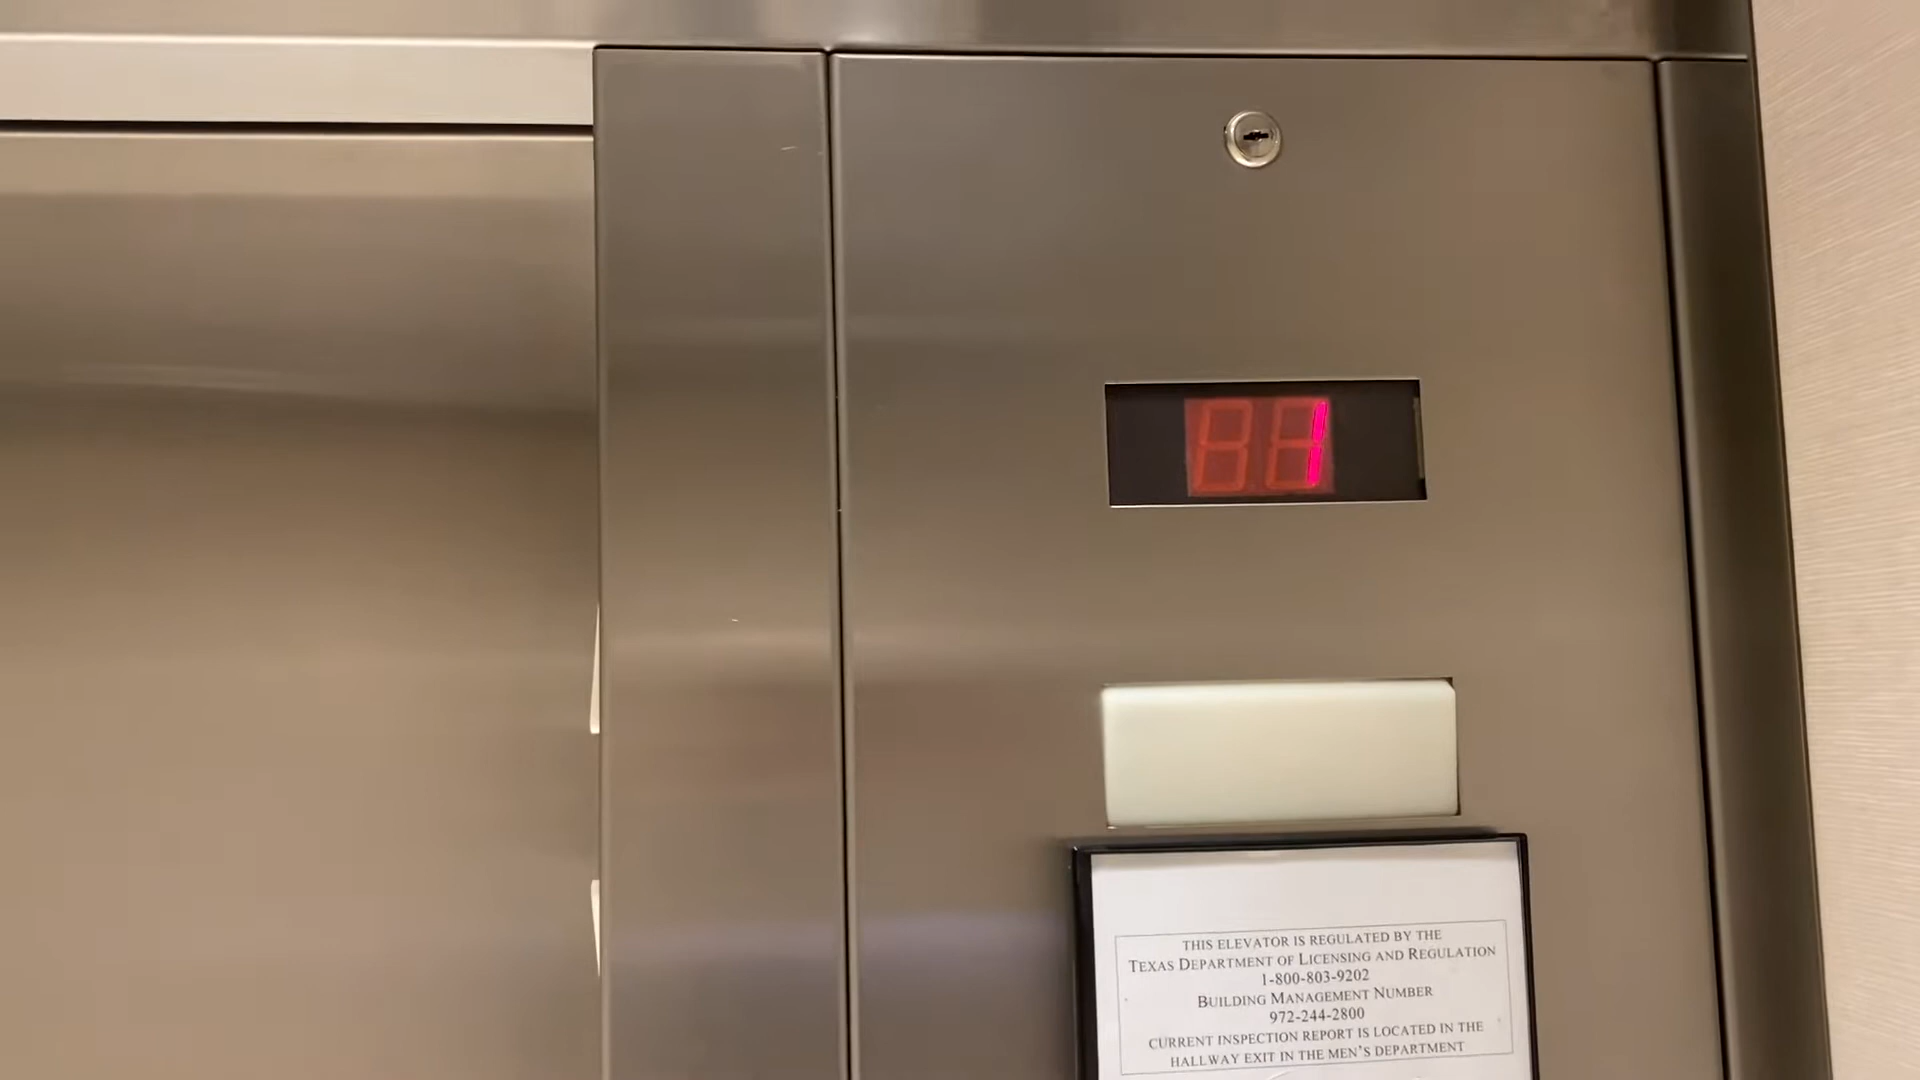 1
THIS ELEVATOR IS REGULATED BY THE
TEXAS DEPARTMENT OF LICENSING AND REGULATION
1-800-803-9202
BUILDING MANAGEMENT NUMBER
972-244-2800
CURRENT INSPECTION REPORT IS LOCATED IN THE
HALLWAY EXIT IN THE MEN'S DEPARTMENT